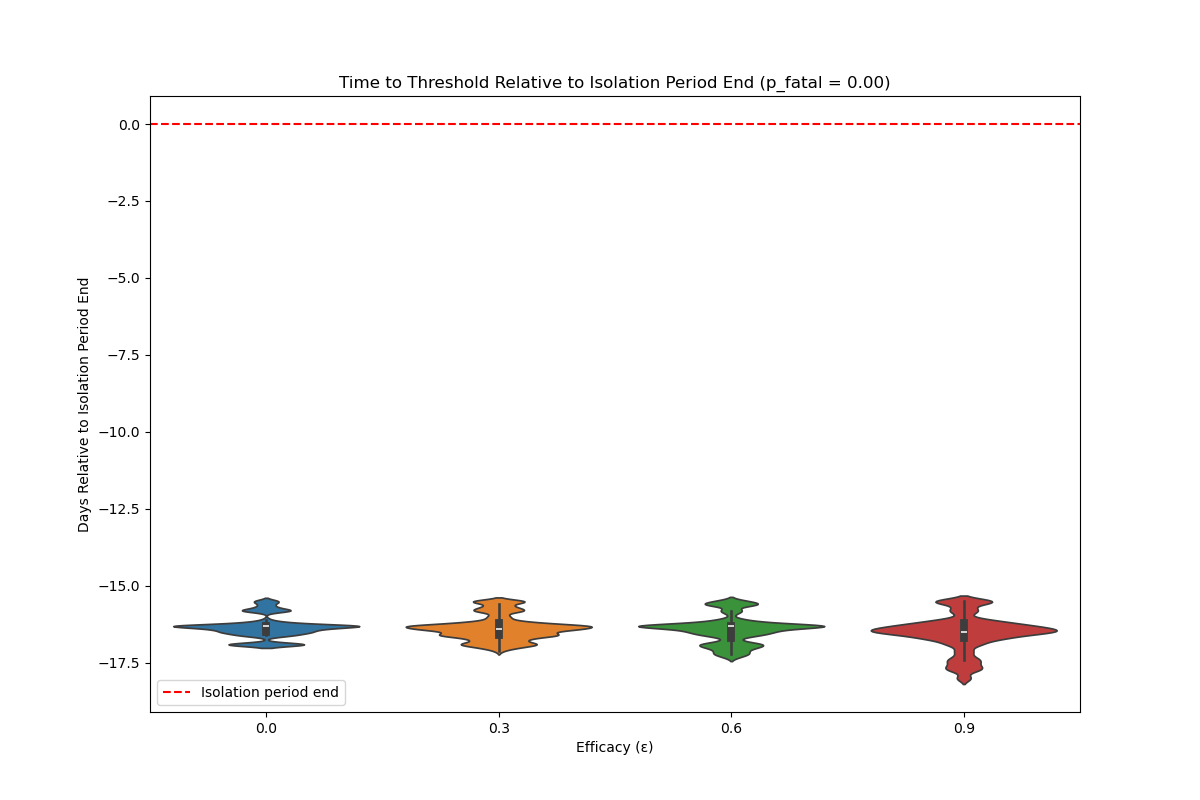 Time to Threshold Relative to Isolation Period End (p_fatal = 0.00)
Days Relative to Isolation Period End
0.0
−2.5
−5.0
−7.5
−10.0
−12.5
−15.0
−17.5
Isolation period end
0.0 0.3 0.6 0.9
Efficacy (ε)